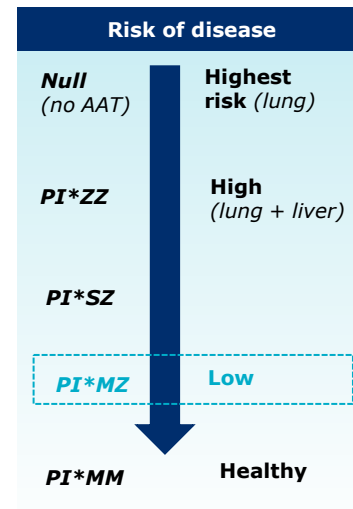 Risk of disease
Null
(no AAT)
Highest
risk (lung)
PI*ZZ
High
(lung + liver)
PI*SZ
PI*MZ
Low
PI*MM
Healthy